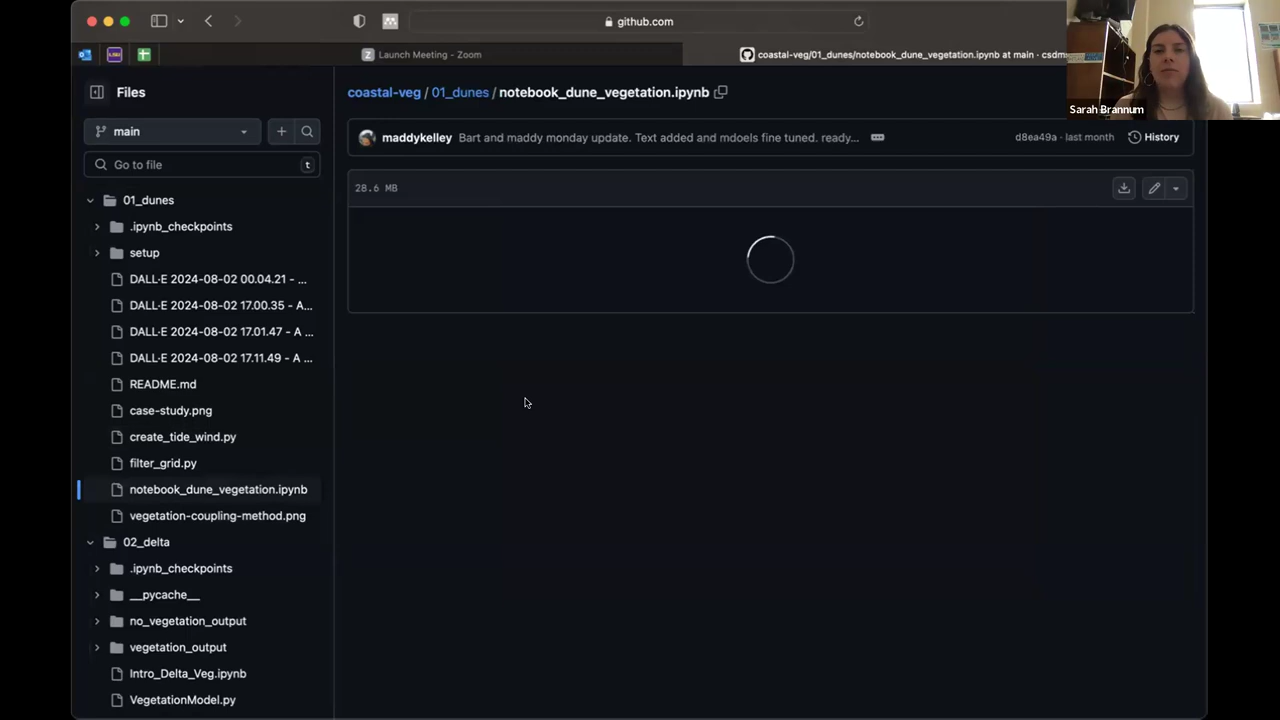 github.com
Launch Meeting - Zoom
coastal-veg/01_dunes/notebook_dune_vegetation.ipynb at main · csdm
Sarah Brannum
Files
coastal-veg / 01_dunes / notebook_dune_vegetation.ipynb
main
maddykelley Bart and maddy monday update. Text added and mdoels fine tuned. ready... d8ea49a · last month History
Go to file t
28.6 MB
01_dunes
.ipynb_checkpoints
setup
DALL·E 2024-08-02 00.04.21 - ...
DALL·E 2024-08-02 17.00.35 - A...
DALL·E 2024-08-02 17.01.47 - A ...
DALL·E 2024-08-02 17.11.49 - A ...
README.md
case-study.png
create_tide_wind.py
filter_grid.py
notebook_dune_vegetation.ipynb
vegetation-coupling-method.png
02_delta
.ipynb_checkpoints
__pycache__
no_vegetation_output
vegetation_output
Intro_Delta_Veg.ipynb
VegetationModel.py